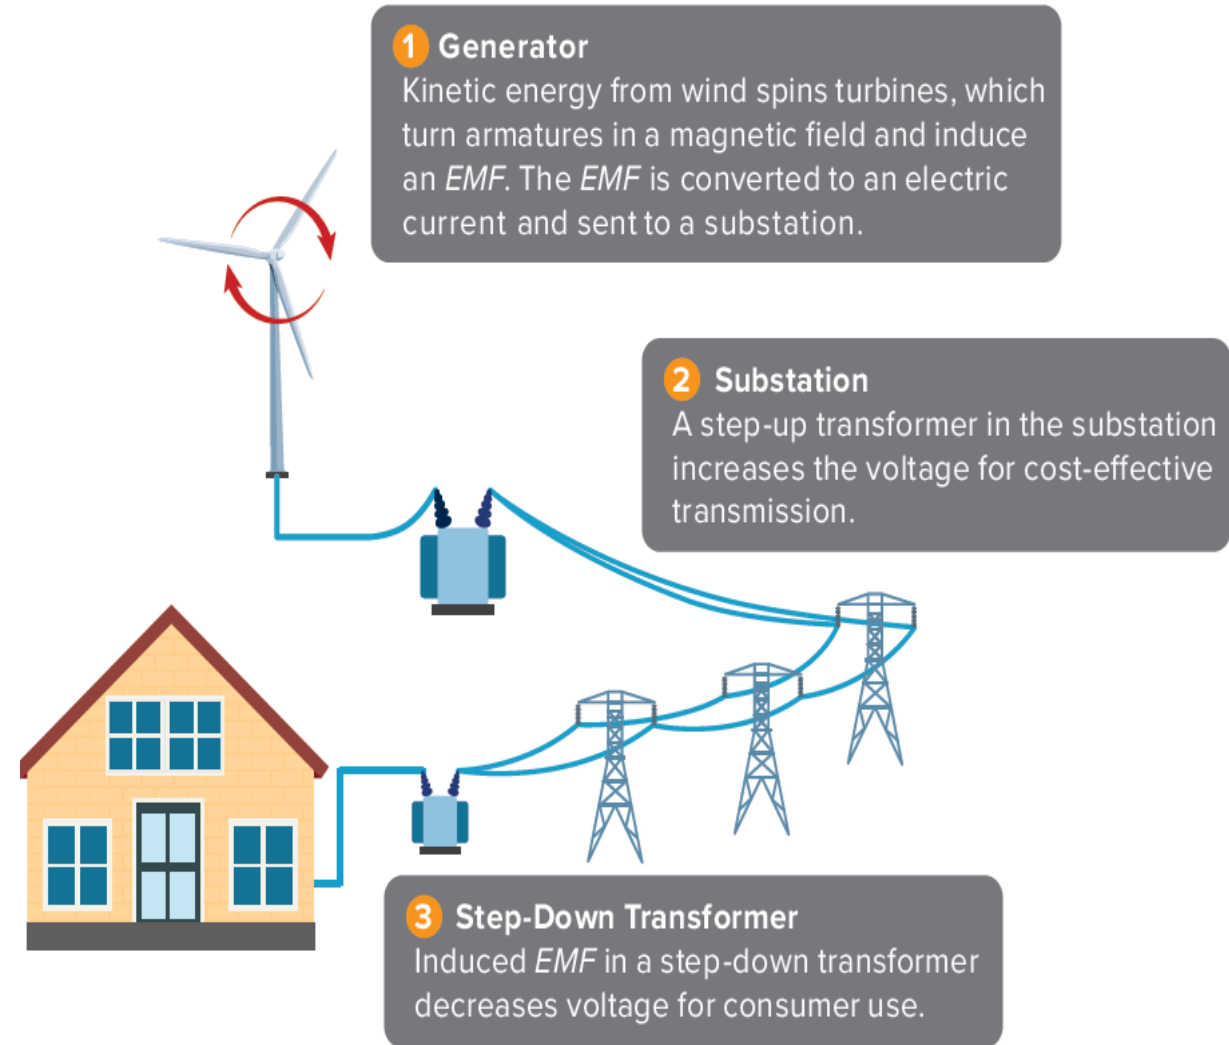 1 Generator
Kinetic energy from wind spins turbines, which
turn armatures in a magnetic field and induce
an EMF. The EMF is converted to an electric
current and sent to a substation.
2 Substation
A step-up transformer in the substation
increases the voltage for cost-effective
transmission.
3 Step-Down Transformer
Induced EMF in a step-down transformer
decreases voltage for consumer use.